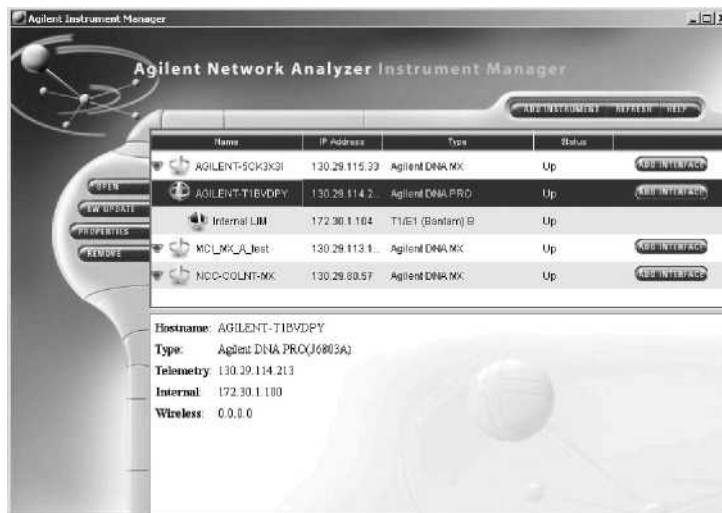 Agilent Instrument Manager
Agilent Network Analyzer Instrument Manager
ADD INSTRUMENT REFRESH HELP
Name IP Address Type Status
AGILENT-5CK3X3I 130.29.115.33 Agilent DNA MX Up ADD INTERFACE
OPEN
AGILENT-T1BVDPY 130.29.114.2... Agilent DNA PRO Up ADD INTERFACE
SW UPDATE
Internal LIM 172.30.1.104 T1/E1 (Bantam) B Up
PROPERTIES
MCI_MX_A_test 130.29.113.1... Agilent DNA MX Up ADD INTERFACE
REMOVE
NCC-COLNT-MX 130.29.80.57 Agilent DNA MX Up ADD INTERFACE
Hostname: AGILENT-T1BVDPY
Type: Agilent DNA PRO(J6803A)
Telemetry: 130.29.114.213
Internal: 172.30.1.100
Wireless: 0.0.0.0